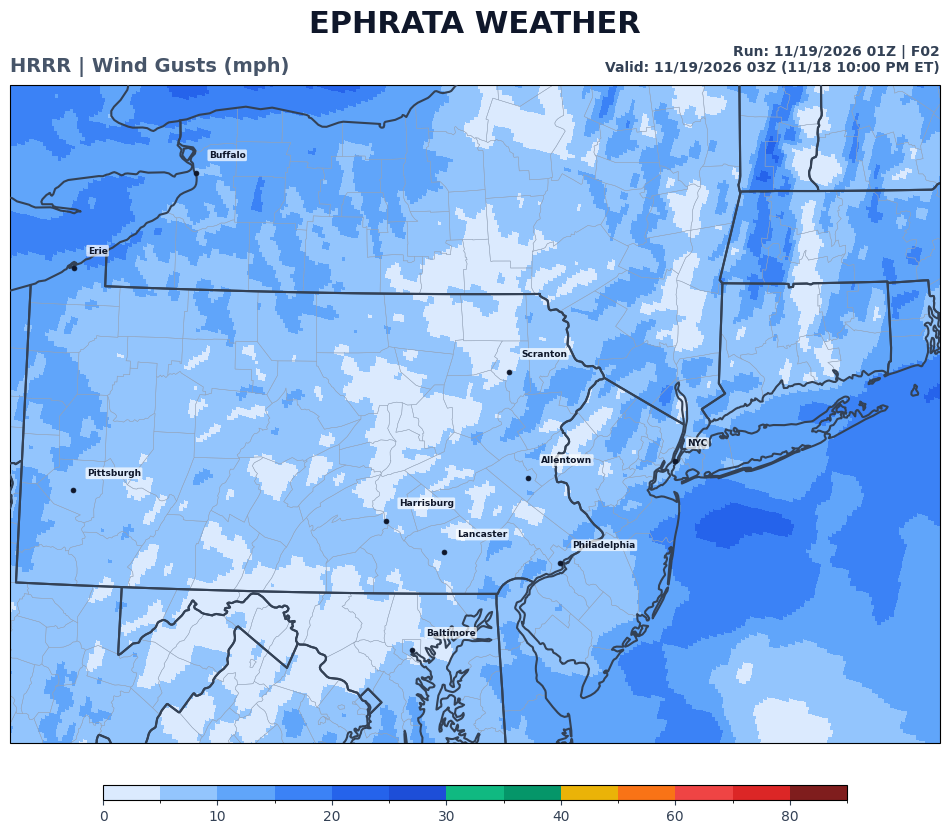 EPHRATA WEATHER
HRRR | Wind Gusts (mph)
Run: 11/19/2026 01Z | F02
Valid: 11/19/2026 03Z (11/18 10:00 PM ET)
Buffalo
Erie
Scranton
NYC
Allentown
Pittsburgh
Harrisburg
Lancaster
Philadelphia
Baltimore
0 10 20 30 40 50 60 70 80